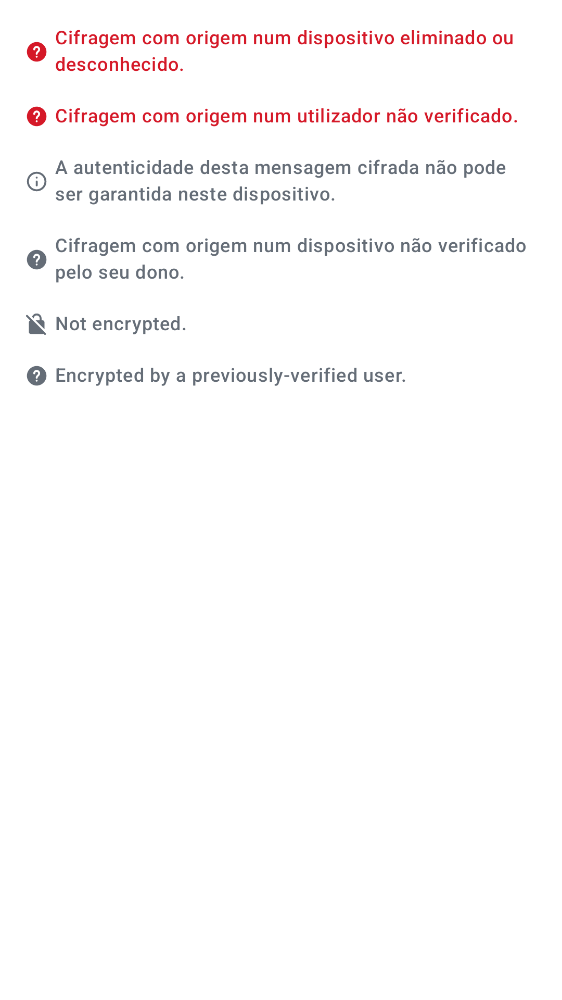 Cifragem com origem num dispositivo eliminado ou
desconhecido.
Cifragem com origem num utilizador não verificado.
A autenticidade desta mensagem cifrada não pode
ser garantida neste dispositivo.
Cifragem com origem num dispositivo não verificado
pelo seu dono.
Not encrypted.
Encrypted by a previously-verified user.